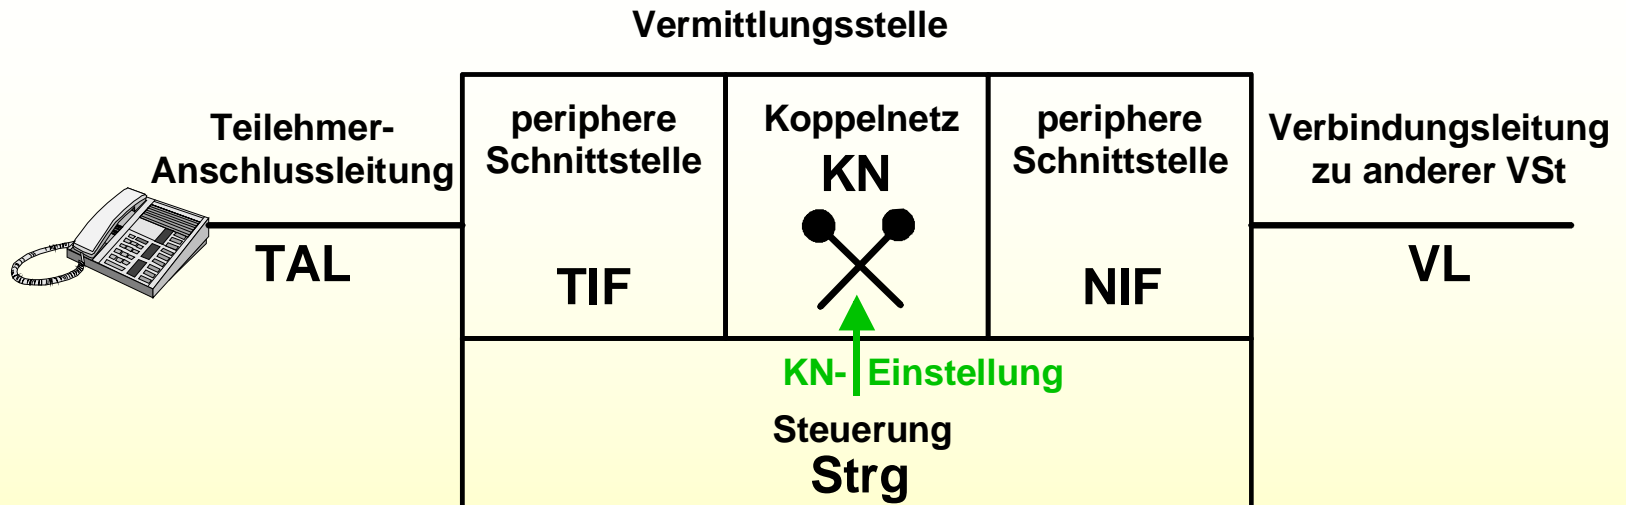 Vermittlungsstelle
Teilehmer-
Anschlussleitung
TAL
periphere
Schnittstelle
TIF
Koppelnetz
KN
periphere
Schnittstelle
NIF
Verbindungsleitung
zu anderer VSt
VL
KN- Einstellung
Steuerung
Strg